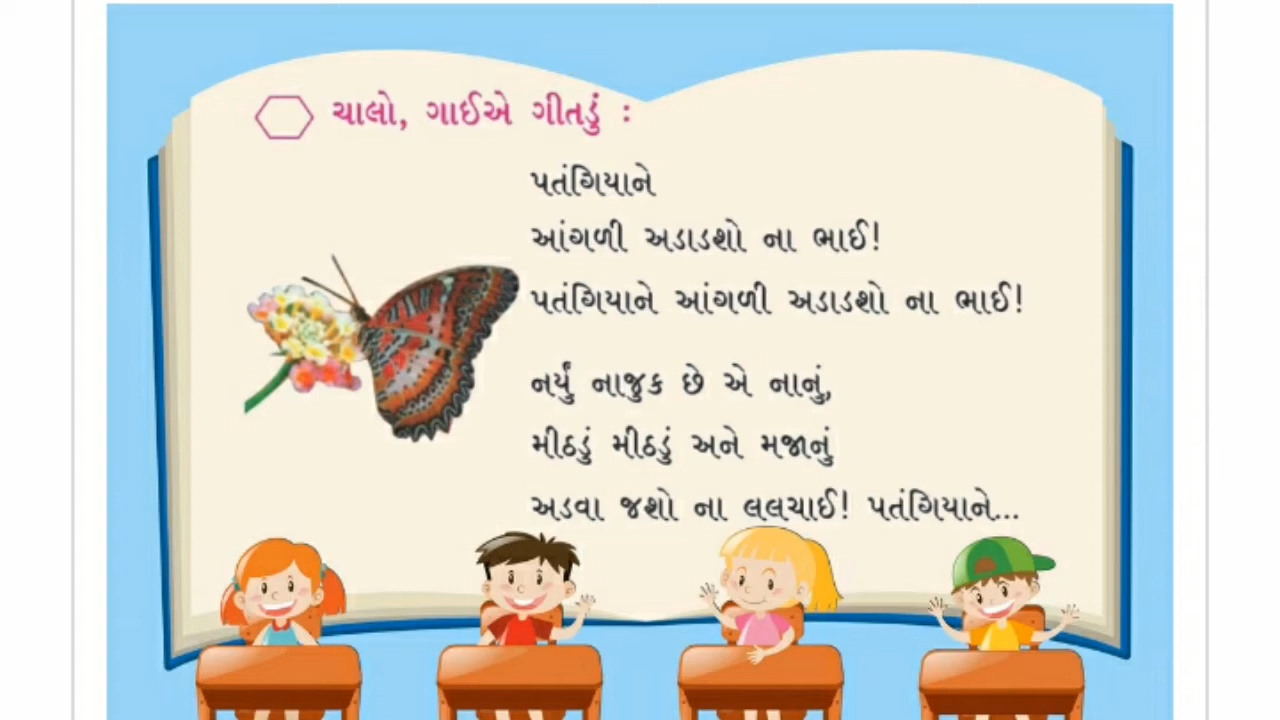 ચાલો, ગાઈએ ગીતડું :
પતંગિયાને
આંગળી અડાડશો ના ભાઈ!
પતંગિયાને આંગળી અડાડશો ના ભાઈ!
નર્યું નાજુક છે એ નાનું,
મીઠડું મીઠડું અને મજાનું
અડવા જશો ના લલચાઈ! પતંગિયાને...